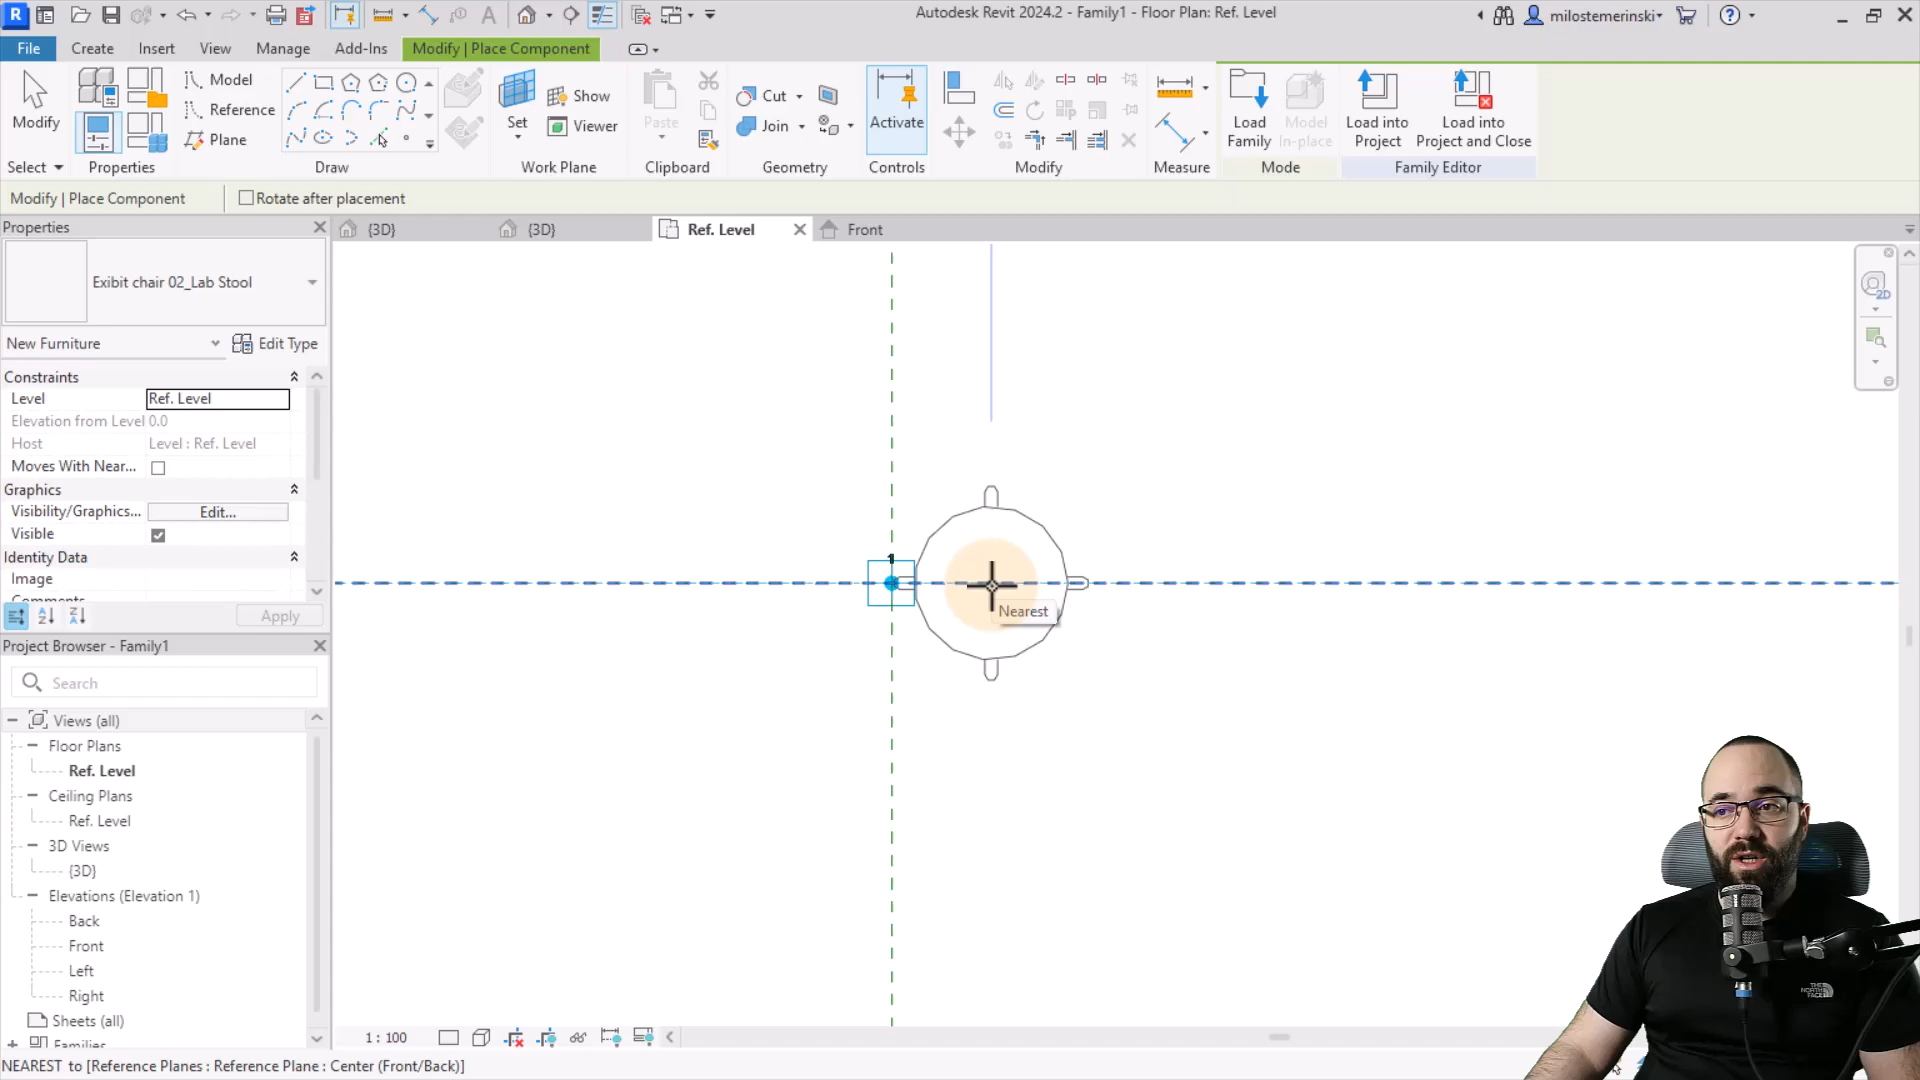 Autodesk Revit 2024.2 - Family1 - Floor Plan: Ref. Level
milostemerinski
File
Create
Insert
View
Manage
Add-Ins
Modify | Place Component
Modify
Model
Reference
Plane
Set
Show
Viewer
Paste
Cut
Join
Activate
Load
Family
Model
In-place
Load into
Project
Load into
Project and Close
Select
Properties
Draw
Work Plane
Clipboard
Geometry
Controls
Modify
Measure
Mode
Family Editor
Modify | Place Component
Rotate after placement
Properties
{3D}
{3D}
Ref. Level
Front
Exibit chair 02_Lab Stool
New Furniture
Edit Type
Constraints
Level
Ref. Level
Elevation from Level 0.0
Host
Level : Ref. Level
Moves With Near...
Graphics
Visibility/Graphics...
Edit...
Visible
Identity Data
Image
Apply
Nearest
1
2D
Project Browser - Family1
Search
Views (all)
Floor Plans
Ref. Level
Ceiling Plans
Ref. Level
3D Views
{3D}
Elevations (Elevation 1)
Back
Front
Left
Right
Sheets (all)
Families
1 : 100
THE NORTH FACE
NEAREST to [Reference Planes : Reference Plane : Center (Front/Back)]